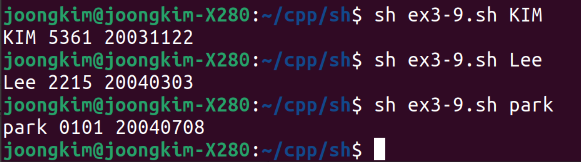 joongkim@joongkim-X280:~/cpp/sh$ sh ex3-9.sh KIM
KIM 5361 20031122
joongkim@joongkim-X280:~/cpp/sh$ sh ex3-9.sh Lee
Lee 2215 20040303
joongkim@joongkim-X280:~/cpp/sh$ sh ex3-9.sh park
park 0101 20040708
joongkim@joongkim-X280:~/cpp/sh$